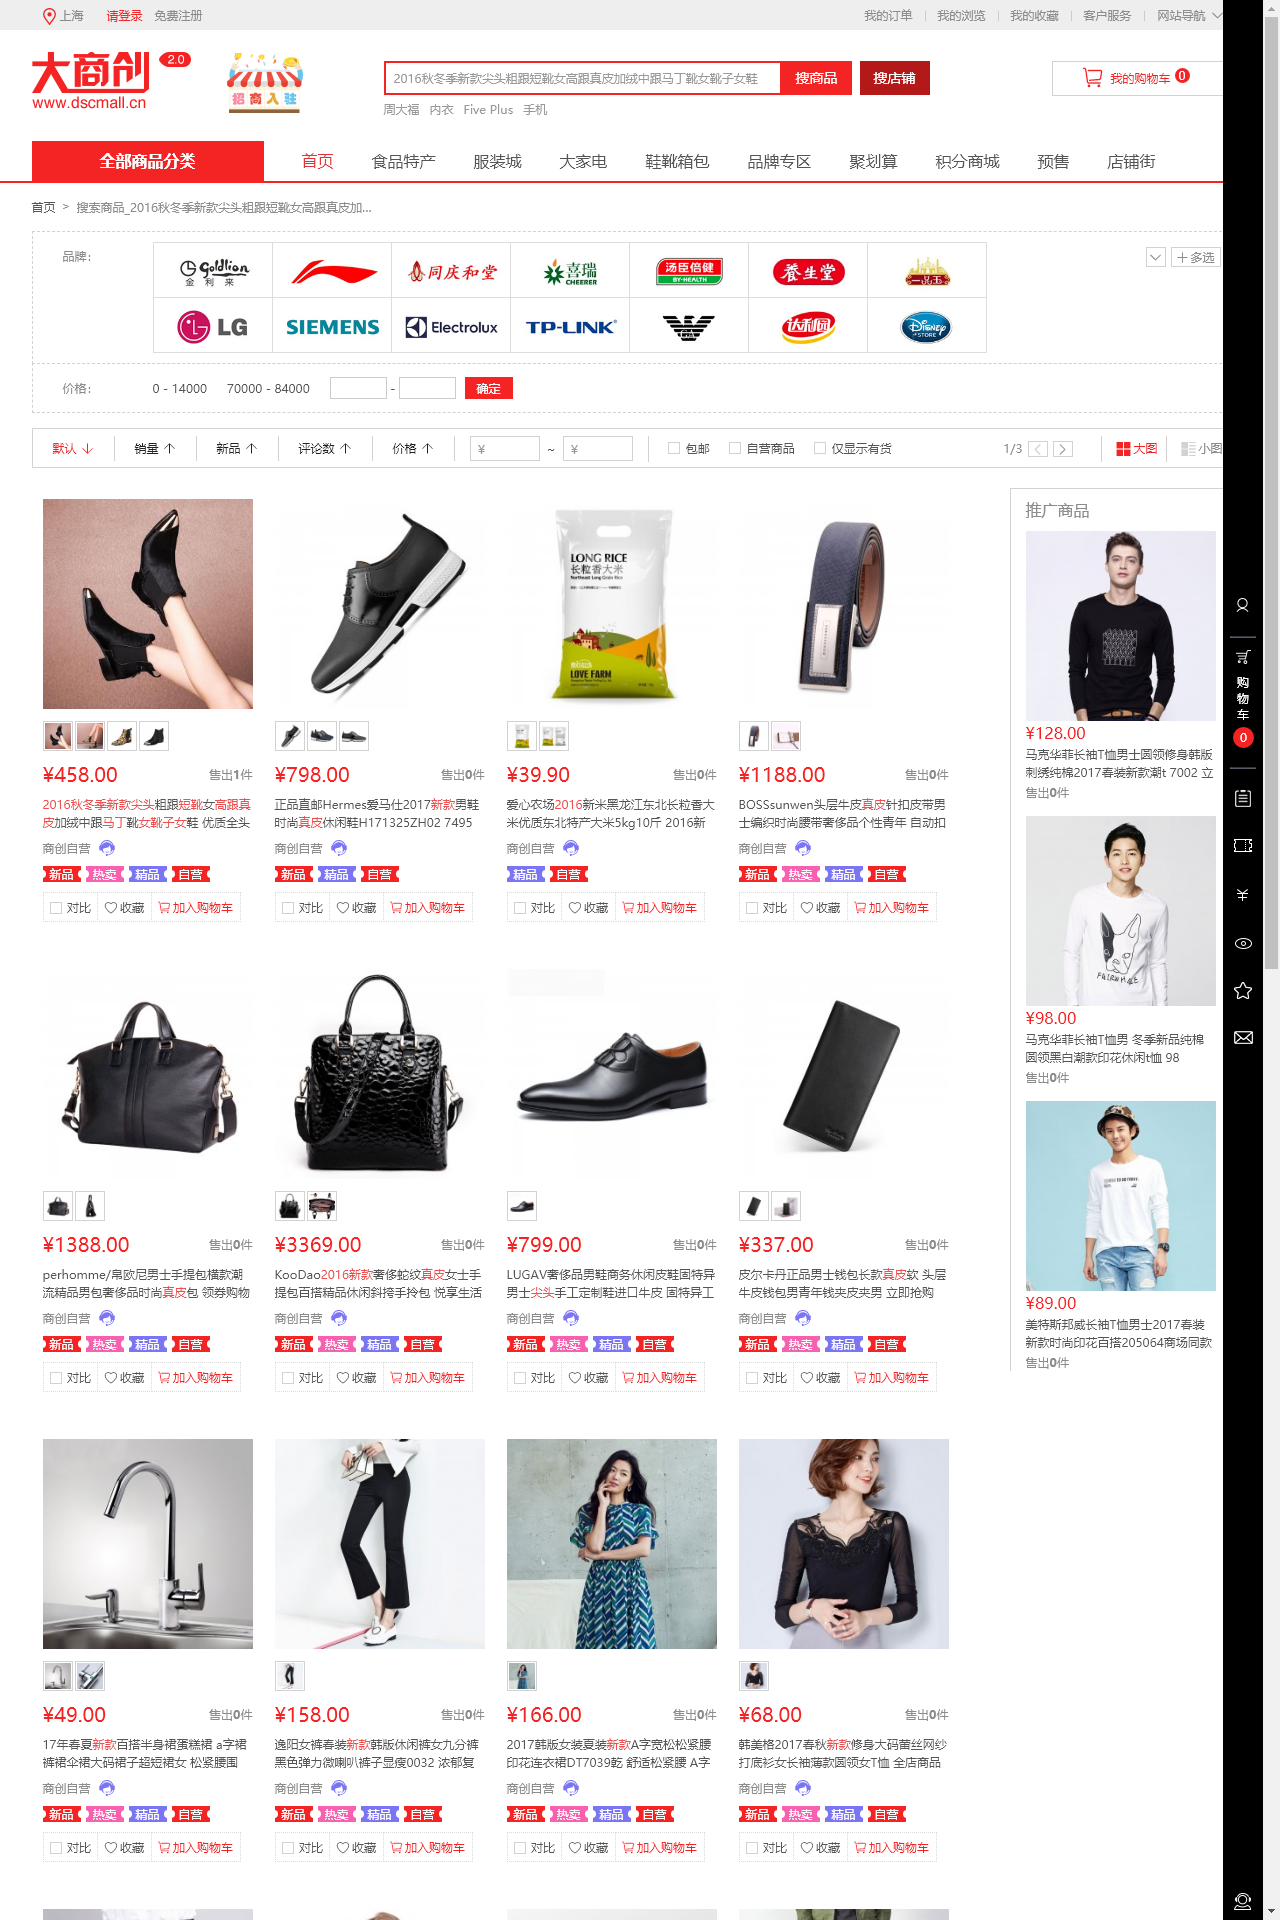 上海 请登录 免费注册 我的订单 我的浏览 我的收藏 客户服务 网站导航
大商创 2.0
www.dscmall.cn
招商入驻
2016秋冬季新款尖头粗跟短靴女高跟真皮加绒中跟马丁靴女靴子女鞋 搜商品 搜店铺
周大福 内衣 Five Plus 手机
我的购物车 0
全部商品分类 首页 食品特产 服装城 大家电 鞋靴箱包 品牌专区 聚划算 积分商城 预售 店铺街
首页 > 搜索商品_2016秋冬季新款尖头粗跟短靴女高跟真皮加...
品牌: 多选
Goldlion 金利来 同庆和堂 喜瑞 CHEERER 汤臣倍健 BY-HEALTH 養生堂 一品玉
LG SIEMENS Electrolux TP-LINK 达利园 Disney STORE
价格: 0 - 14000 70000 - 84000 - 确定
默认 销量 新品 评论数 价格 ¥ ~ ¥ 包邮 自营商品 仅显示有货 1/3 大图 小图
LONG RICE
长粒香大米
Northeast Long Grain Rice
LOVE FARM
¥458.00 售出1件
2016秋冬季新款尖头粗跟短靴女高跟真
皮加绒中跟马丁靴女靴子女鞋 优质全头
商创自营
新品 热卖 精品 自营
对比 收藏 加入购物车
¥798.00 售出0件
正品直邮Hermes爱马仕2017新款男鞋
时尚真皮休闲鞋H171325ZH02 7495
商创自营
新品 精品 自营
对比 收藏 加入购物车
¥39.90 售出0件
爱心农场2016新米黑龙江东北长粒香大
米优质东北特产大米5kg10斤 2016新
商创自营
精品 自营
对比 收藏 加入购物车
¥1188.00 售出0件
BOSSsunwen头层牛皮真皮针扣皮带男
士编织时尚腰带奢侈品个性青年 自动扣
商创自营
新品 热卖 精品 自营
对比 收藏 加入购物车
¥1388.00 售出0件
perhomme/帛欧尼男士手提包横款潮
流精品男包奢侈品时尚真皮包 领券购物
商创自营
新品 热卖 精品 自营
对比 收藏 加入购物车
¥3369.00 售出0件
KooDao2016新款奢侈蛇纹真皮女士手
提包百搭精品休闲斜挎手拎包 悦享生活
商创自营
新品 热卖 精品 自营
对比 收藏 加入购物车
¥799.00 售出0件
LUGAV奢侈品男鞋商务休闲皮鞋固特异
男士尖头手工定制鞋进口牛皮 固特异工
商创自营
新品 热卖 精品 自营
对比 收藏 加入购物车
¥337.00 售出0件
皮尔卡丹正品男士钱包长款真皮软 头层
牛皮钱包男青年钱夹皮夹男 立即抢购
商创自营
新品 热卖 精品 自营
对比 收藏 加入购物车
¥49.00 售出0件
17年春夏新款百搭半身裙蛋糕裙 a字裙
裤裙伞裙大码裙子超短裙女 松紧腰围
商创自营
新品 热卖 精品 自营
对比 收藏 加入购物车
¥158.00 售出0件
逸阳女裤春装新款韩版休闲裤女九分裤
黑色弹力微喇叭裤子显瘦0032 浓郁复
商创自营
新品 热卖 精品 自营
对比 收藏 加入购物车
¥166.00 售出0件
2017韩版女装夏装新款A字宽松松紧腰
印花连衣裙DT7039乾 舒适松紧腰 A字
商创自营
新品 热卖 精品 自营
对比 收藏 加入购物车
¥68.00 售出0件
韩美格2017春秋新款修身大码蕾丝网纱
打底衫女长袖薄款圆领女T恤 全店商品
商创自营
新品 热卖 精品 自营
对比 收藏 加入购物车
推广商品
¥128.00
马克华菲长袖T恤男士圆领修身韩版
刺绣纯棉2017春装新款潮t 7002 立
售出0件
¥98.00
马克华菲长袖T恤男 冬季新品纯棉
圆领黑白潮款印花休闲t恤 98
售出0件
¥89.00
美特斯邦威长袖T恤男士2017春装
新款时尚印花百搭205064商场同款
售出0件
购物车
0